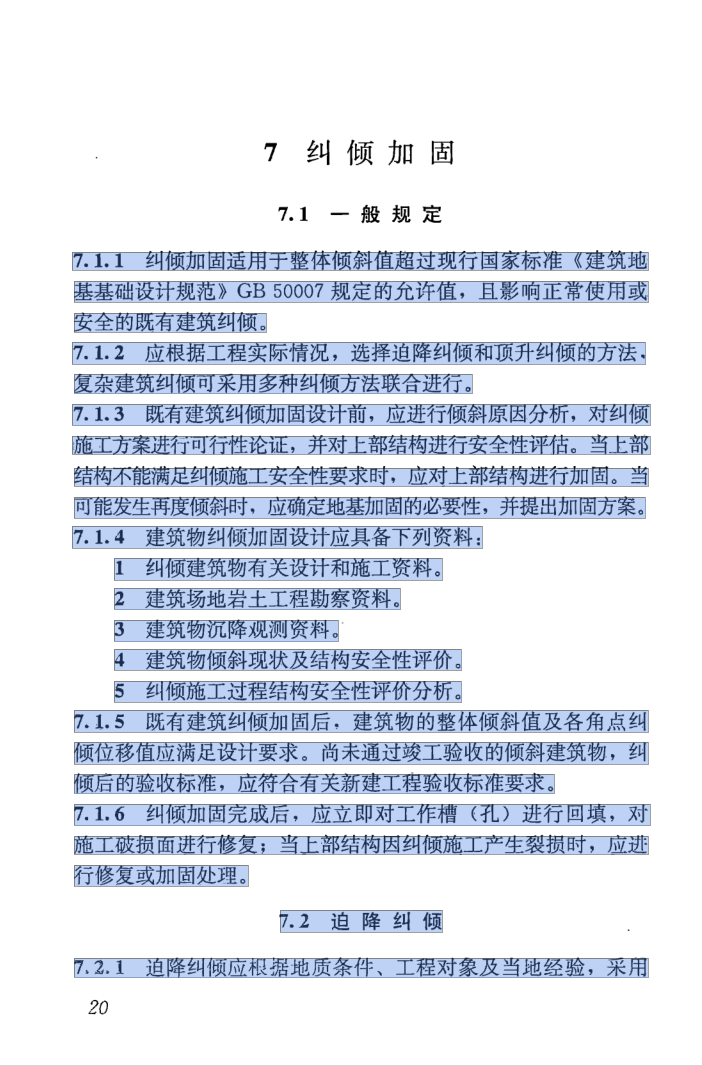 7 纠倾加固
7.1 一般规定
7.1.1 纠倾加固适用于整体倾斜值超过现行国家标准《建筑地
基基础设计规范》GB 50007 规定的允许值，且影响正常使用或
安全的既有建筑纠倾。
7.1.2 应根据工程实际情况，选择迫降纠倾和顶升纠倾的方法，
复杂建筑纠倾可采用多种纠倾方法联合进行。
7.1.3 既有建筑纠倾加固设计前，应进行倾斜原因分析，对纠倾
施工方案进行可行性论证，并对上部结构进行安全性评估。当上部
结构不能满足纠倾施工安全性要求时，应对上部结构进行加固。当
可能发生再度倾斜时，应确定地基加固的必要性，并提出加固方案。
7.1.4 建筑物纠倾加固设计应具备下列资料：
1 纠倾建筑物有关设计和施工资料。
2 建筑场地岩土工程勘察资料。
3 建筑物沉降观测资料。
4 建筑物倾斜现状及结构安全性评价。
5 纠倾施工过程结构安全性评价分析。
7.1.5 既有建筑纠倾加固后，建筑物的整体倾斜值及各角点纠
倾位移值应满足设计要求。尚未通过竣工验收的倾斜建筑物，纠
倾后的验收标准，应符合有关新建工程验收标准要求。
7.1.6 纠倾加固完成后，应立即对工作槽（孔）进行回填，对
施工破损面进行修复；当上部结构因纠倾施工产生裂损时，应进
行修复或加固处理。
7.2 迫降纠倾
7.2.1 迫降纠倾应根据地质条件、工程对象及当地经验，采用
20